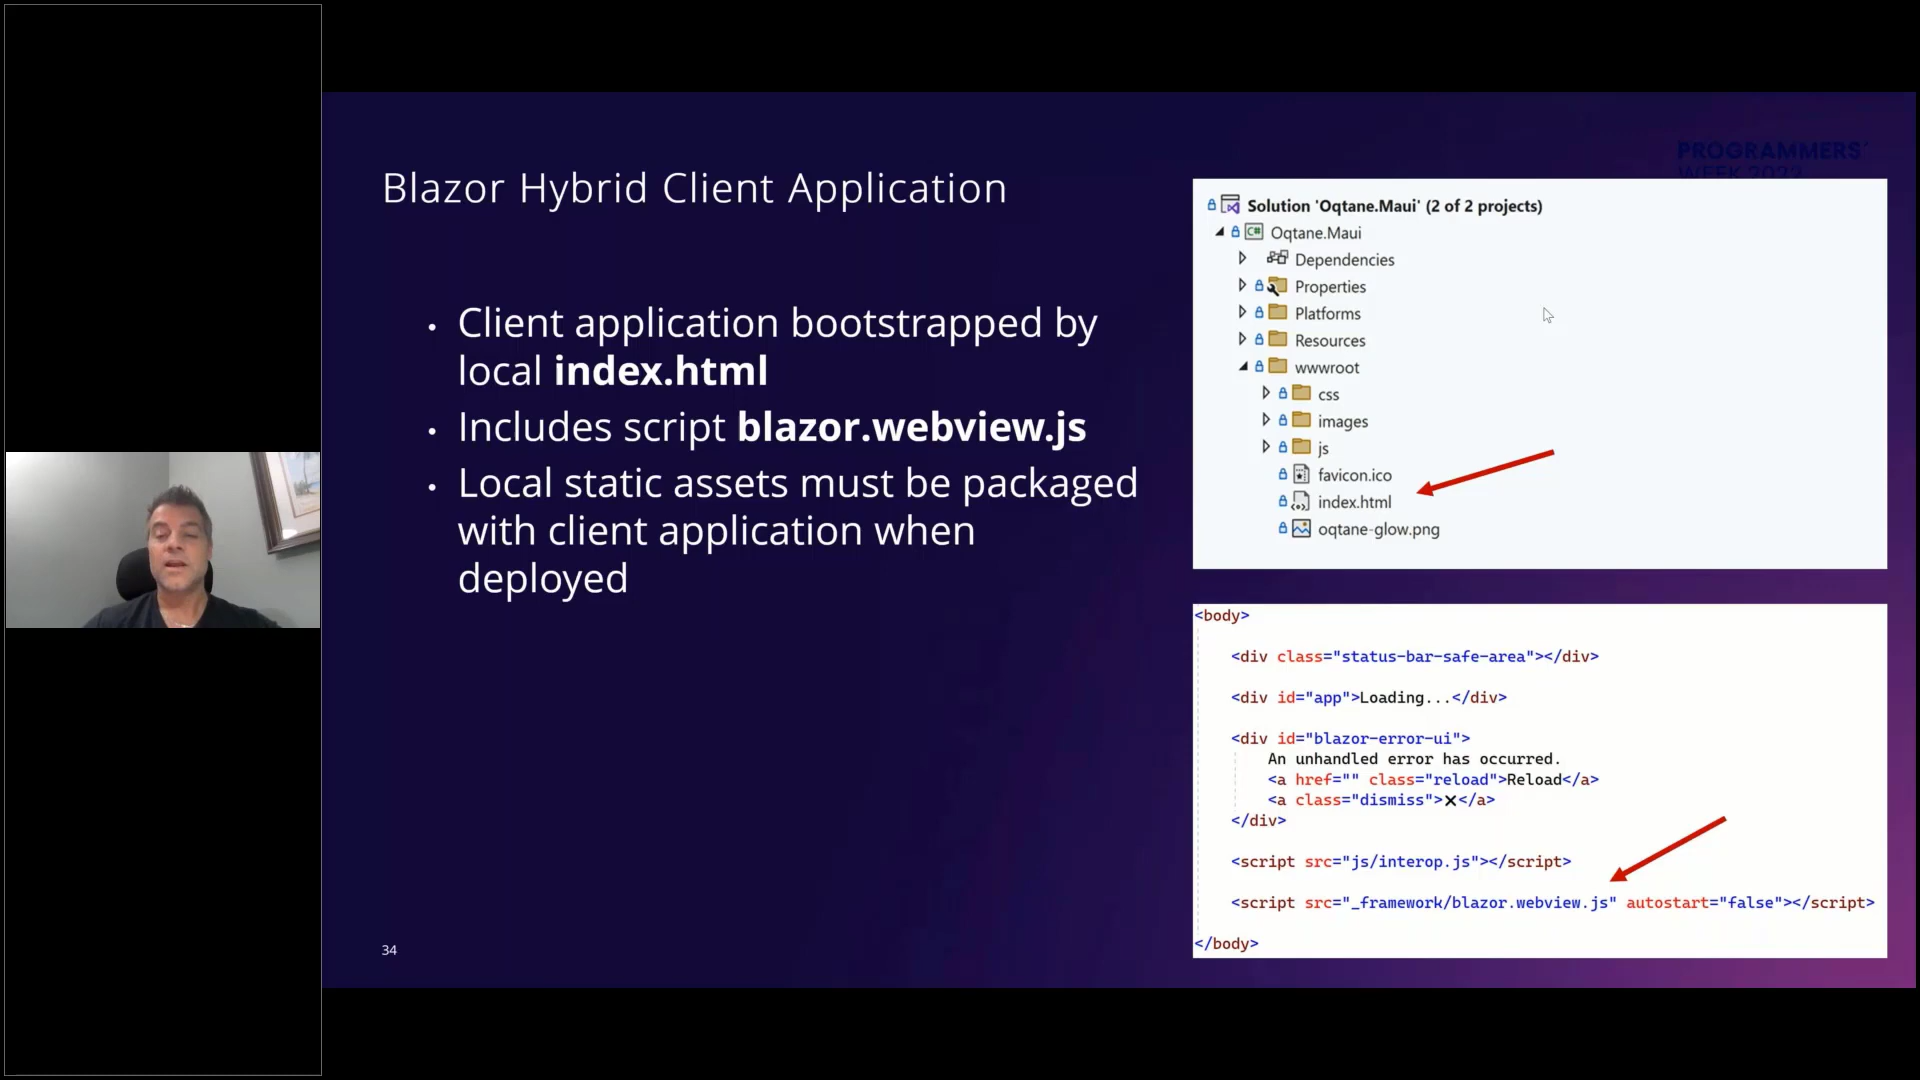 PROGRAMMERS'
WEEK 2022
Blazor Hybrid Client Application
• Client application bootstrapped by
local index.html
• Includes script blazor.webview.js
• Local static assets must be packaged
with client application when
deployed
34
Solution 'Oqtane.Maui' (2 of 2 projects)
C# Oqtane.Maui
Dependencies
Properties
Platforms
Resources
wwwroot
css
images
js
favicon.ico
index.html
oqtane-glow.png
<body>
<div class="status-bar-safe-area"></div>
<div id="app">Loading...</div>
<div id="blazor-error-ui">
An unhandled error has occurred.
<a href="" class="reload">Reload</a>
<a class="dismiss">🗙</a>
</div>
<script src="js/interop.js"></script>
<script src="_framework/blazor.webview.js" autostart="false"></script>
</body>